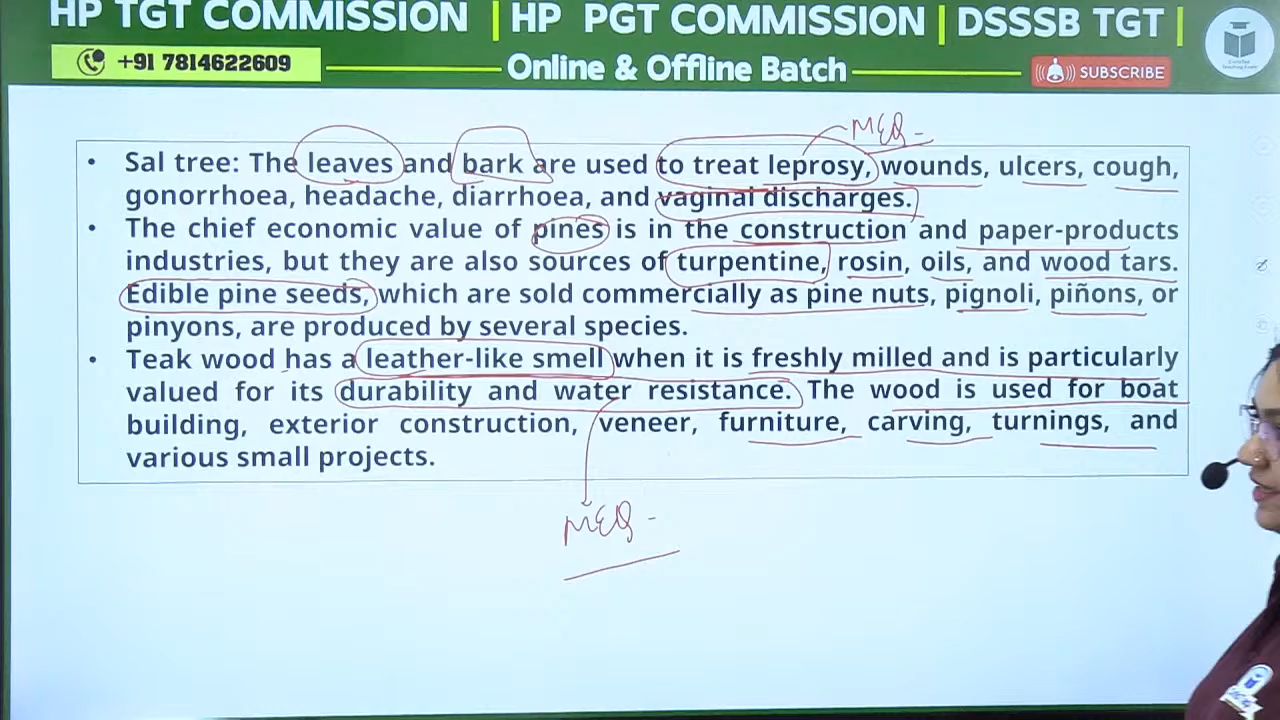 HP TGT COMMISSION | HP PGT COMMISSION | DSSSB TGT |
+91 7814622609 Online & Offline Batch SUBSCRIBE
MEQ -
• Sal tree: The leaves and bark are used to treat leprosy, wounds, ulcers, cough,
gonorrhoea, headache, diarrhoea, and vaginal discharges.
• The chief economic value of pines is in the construction and paper-products
industries, but they are also sources of turpentine, rosin, oils, and wood tars.
Edible pine seeds, which are sold commercially as pine nuts, pignoli, piñons, or
pinyons, are produced by several species.
• Teak wood has a leather-like smell when it is freshly milled and is particularly
valued for its durability and water resistance. The wood is used for boat
building, exterior construction, veneer, furniture, carving, turnings, and
various small projects.
MEQ -